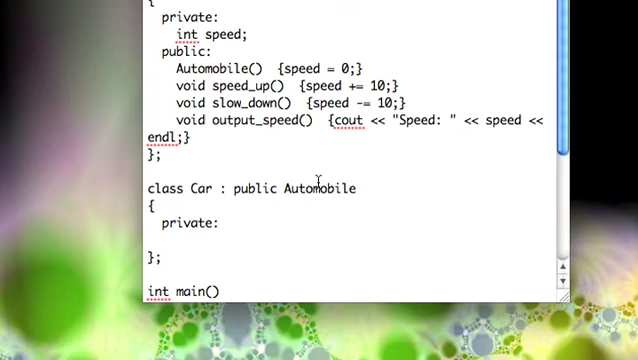 {
private:
int speed;
public:
Automobile() {speed = 0;}
void speed_up() {speed += 10;}
void slow_down() {speed -= 10;}
void output_speed() {cout << "Speed: " << speed <<
endl;}
};
class Car : public Automobile
{
private:
};
int main()